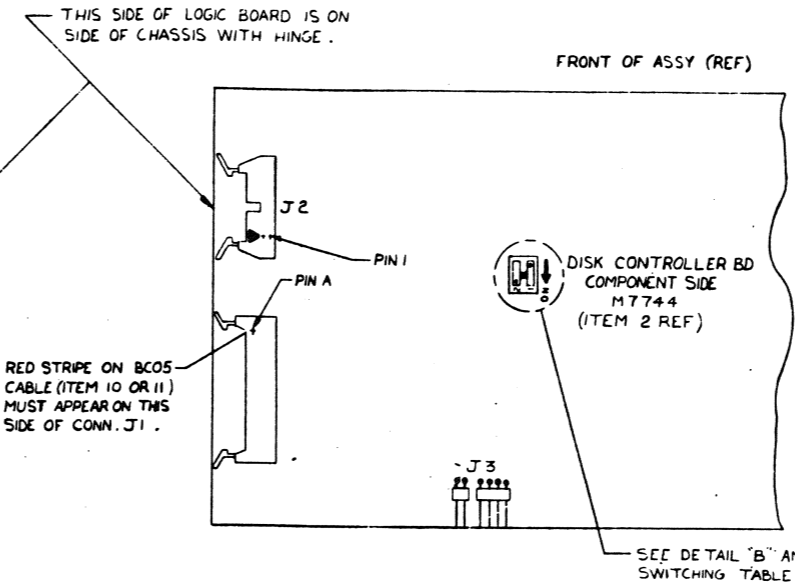 THIS SIDE OF LOGIC BOARD IS ON
SIDE OF CHASSIS WITH HINGE.
FRONT OF ASSY (REF)
J2
PIN 1
PIN A
DISK CONTROLLER BD
COMPONENT SIDE
M7744
(ITEM 2 REF)
ON
RED STRIPE ON BC05
CABLE (ITEM 10 OR 11)
MUST APPEAR ON THIS
SIDE OF CONN. J1.
J3
SEE DETAIL "B" AN
SWITCHING TABLE